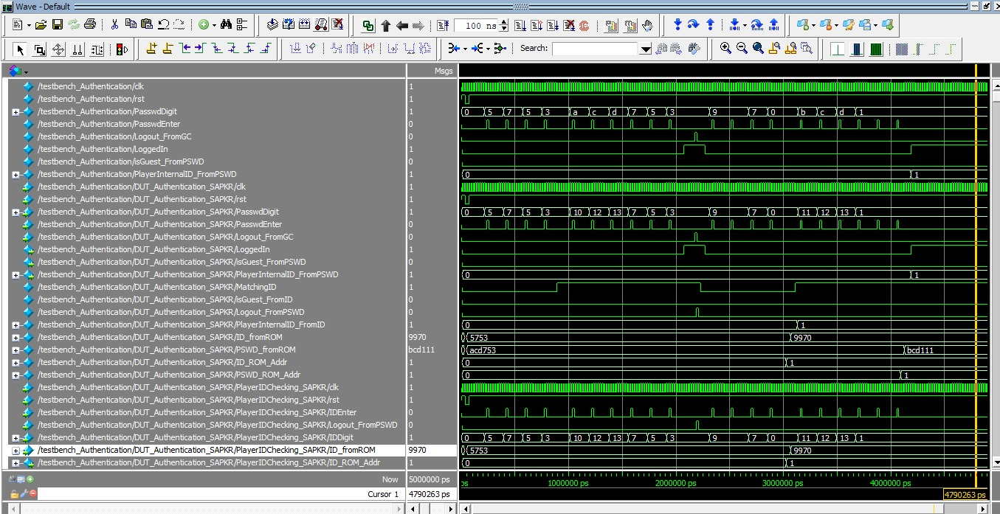 Wave - Default
100 ns
Search:
Msgs
/testbench_Authentication/clk 1
/testbench_Authentication/rst 1
/testbench_Authentication/PasswdDigit 1 0 5 7 5 3 a c d 7 5 3 9 7 0 b c d 1
/testbench_Authentication/PasswdEnter 0
/testbench_Authentication/Logout_FromGC 0
/testbench_Authentication/LoggedIn 1
/testbench_Authentication/isGuest_FromPSWD 0
/testbench_Authentication/PlayerInternalID_FromPSWD 1 0 1
/testbench_Authentication/DUT_Authentication_SAPKR/clk 1
/testbench_Authentication/DUT_Authentication_SAPKR/rst 1
/testbench_Authentication/DUT_Authentication_SAPKR/PasswdDigit 1 0 5 7 5 3 10 12 13 7 5 3 9 7 0 11 12 13 1
/testbench_Authentication/DUT_Authentication_SAPKR/PasswdEnter 0
/testbench_Authentication/DUT_Authentication_SAPKR/Logout_FromGC 0
/testbench_Authentication/DUT_Authentication_SAPKR/LoggedIn 1
/testbench_Authentication/DUT_Authentication_SAPKR/isGuest_FromPSWD 0
/testbench_Authentication/DUT_Authentication_SAPKR/PlayerInternalID_FromPSWD 1 0 1
/testbench_Authentication/DUT_Authentication_SAPKR/MatchingID 1
/testbench_Authentication/DUT_Authentication_SAPKR/isGuest_FromID 0
/testbench_Authentication/DUT_Authentication_SAPKR/Logout_FromPSWD 0
/testbench_Authentication/DUT_Authentication_SAPKR/PlayerInternalID_FromID 1 0 1
/testbench_Authentication/DUT_Authentication_SAPKR/ID_fromROM 9970 5753 9970
/testbench_Authentication/DUT_Authentication_SAPKR/PSWD_fromROM bcd111 acd753 bcd111
/testbench_Authentication/DUT_Authentication_SAPKR/ID_ROM_Addr 1 0 1
/testbench_Authentication/DUT_Authentication_SAPKR/PSWD_ROM_Addr 1 0 1
/testbench_Authentication/DUT_Authentication_SAPKR/PlayerIDChecking_SAPKR/clk 1
/testbench_Authentication/DUT_Authentication_SAPKR/PlayerIDChecking_SAPKR/rst 1
/testbench_Authentication/DUT_Authentication_SAPKR/PlayerIDChecking_SAPKR/IDEnter 0
/testbench_Authentication/DUT_Authentication_SAPKR/PlayerIDChecking_SAPKR/Logout_FromPSWD 0
/testbench_Authentication/DUT_Authentication_SAPKR/PlayerIDChecking_SAPKR/IDDigit 1 0 5 7 5 3 10 12 13 7 5 3 9 7 0 11 12 13 1
/testbench_Authentication/DUT_Authentication_SAPKR/PlayerIDChecking_SAPKR/ID_fromROM 9970 5753 9970
/testbench_Authentication/DUT_Authentication_SAPKR/PlayerIDChecking_SAPKR/ID_ROM_Addr 1 0 1
Now 5000000 ps ps 1000000 ps 2000000 ps 3000000 ps 4000000 ps
Cursor 1 4790263 ps 4790263 ps